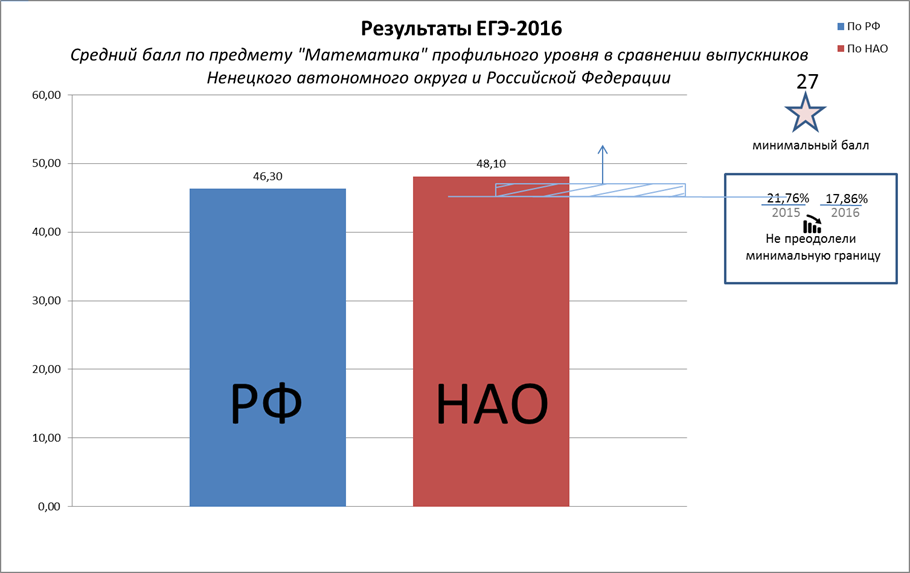 Результаты ЕГЭ-2016
Средний балл по предмету "Математика" профильного уровня в сравнении выпускников
Ненецкого автономного округа и Российской Федерации
По РФ
По НАО
27
минимальный балл
21,76% 17,86%
2015 2016
Не преодолели
минимальную границу
60,00
50,00
40,00
30,00
20,00
10,00
0,00
46,30
48,10
РФ
НАО